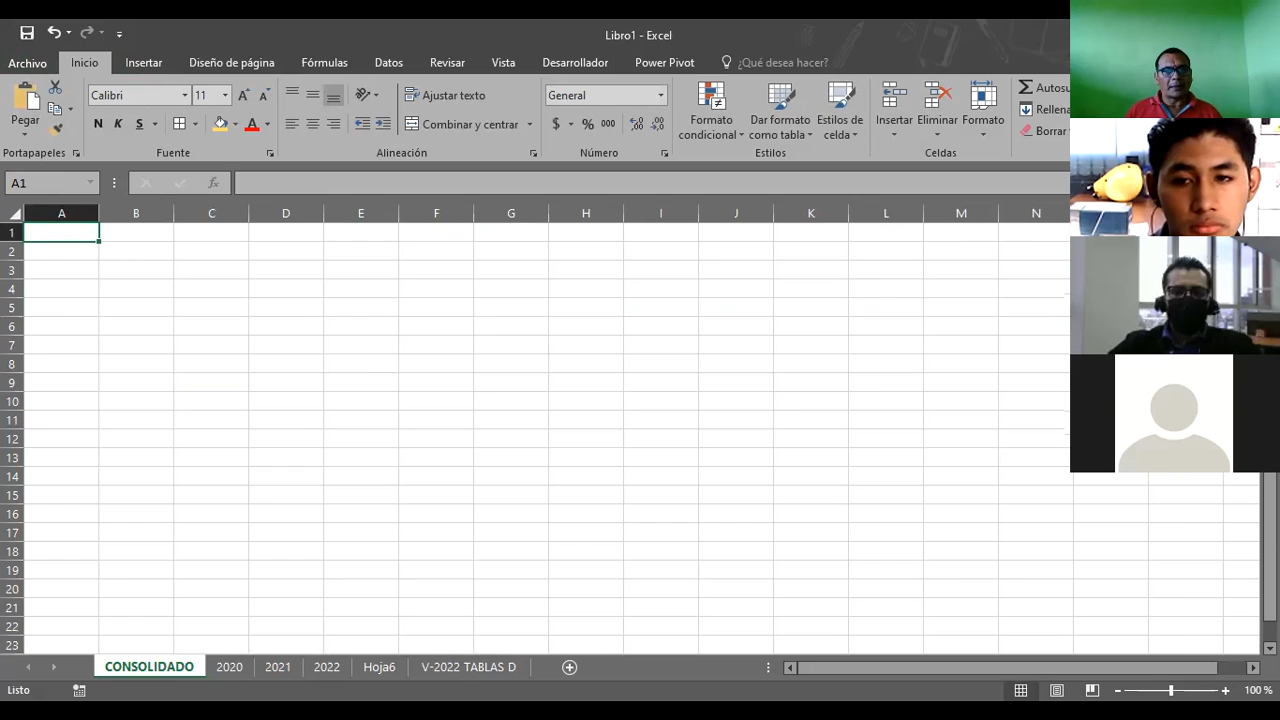 Libro1 - Excel
Archivo Inicio Insertar Diseño de página Fórmulas Datos Revisar Vista Desarrollador Power Pivot ¿Qué desea hacer?
Pegar
Calibri 11
N K S
Ajustar texto
Combinar y centrar
General
$ % 000
Formato condicional
Dar formato como tabla
Estilos de celda
Insertar Eliminar Formato
Autosu
Rellena
Borrar
Portapapeles Fuente Alineación Número Estilos Celdas
A1 fx
A B C D E F G H I J K L M N
1
2
3
4
5
6
7
8
9
10
11
12
13
14
15
16
17
18
19
20
21
22
23
CONSOLIDADO 2020 2021 2022 Hoja6 V-2022 TABLAS D
Listo 100 %